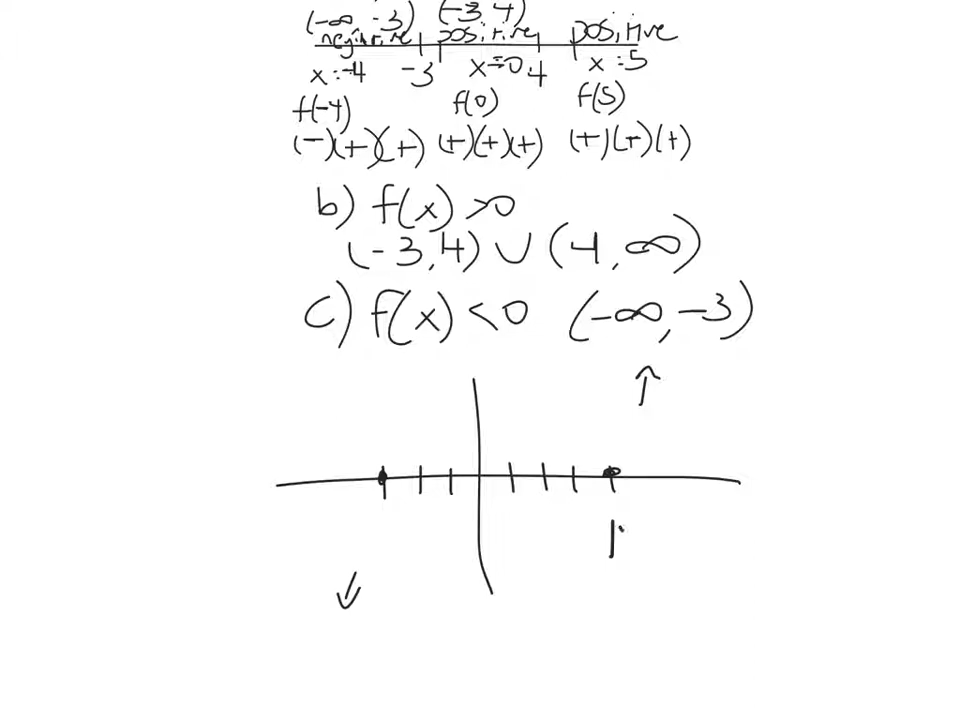 (-∞, -3) (-3, 4)
negative positive positive
x=-4 -3 x=0 4 x=5
f(-4) f(0) f(5)
(-)(+)(+) (+)(+)(+) (+)(+)(+)
b) f(x) >0
(-3,4) ∪ (4,∞)
c) f(x) <0 (-∞,-3)